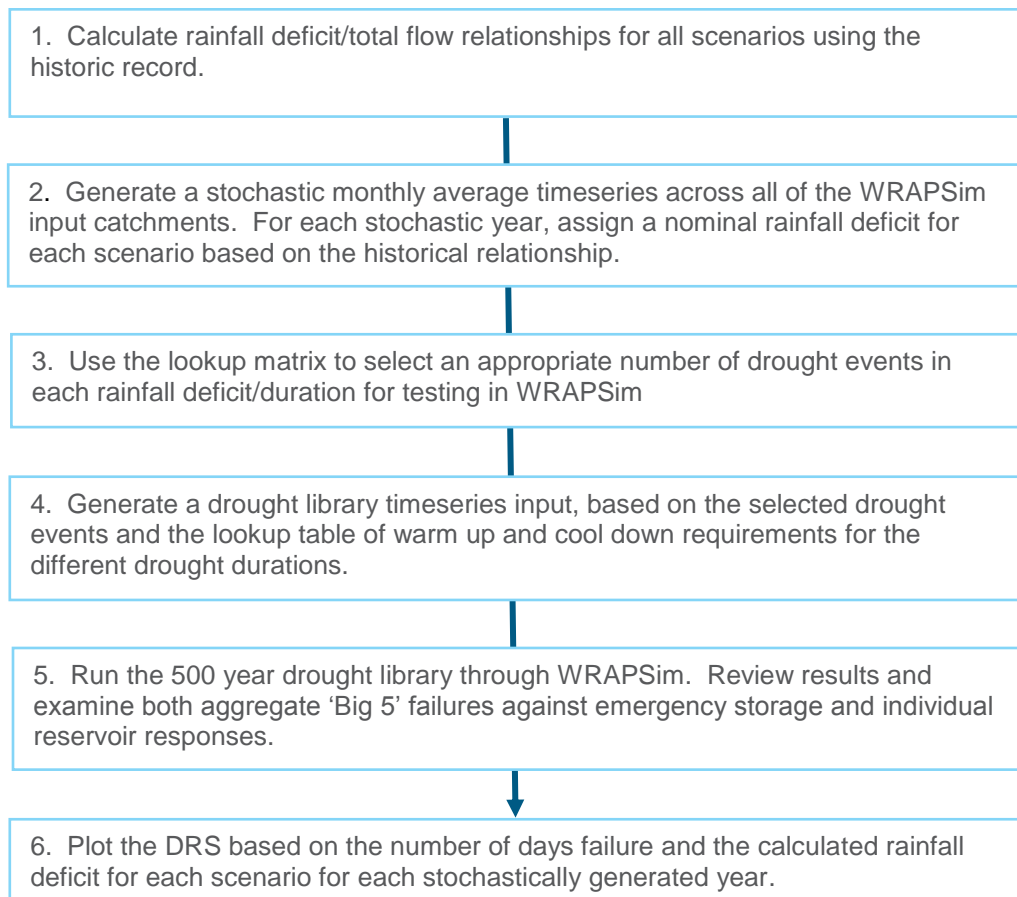 1. Calculate rainfall deficit/total flow relationships for all scenarios using the
historic record.
2. Generate a stochastic monthly average timeseries across all of the WRAPSim
input catchments. For each stochastic year, assign a nominal rainfall deficit for
each scenario based on the historical relationship.
3. Use the lookup matrix to select an appropriate number of drought events in
each rainfall deficit/duration for testing in WRAPSim
4. Generate a drought library timeseries input, based on the selected drought
events and the lookup table of warm up and cool down requirements for the
different drought durations.
5. Run the 500 year drought library through WRAPSim. Review results and
examine both aggregate ‘Big 5’ failures against emergency storage and individual
reservoir responses.
6. Plot the DRS based on the number of days failure and the calculated rainfall
deficit for each scenario for each stochastically generated year.